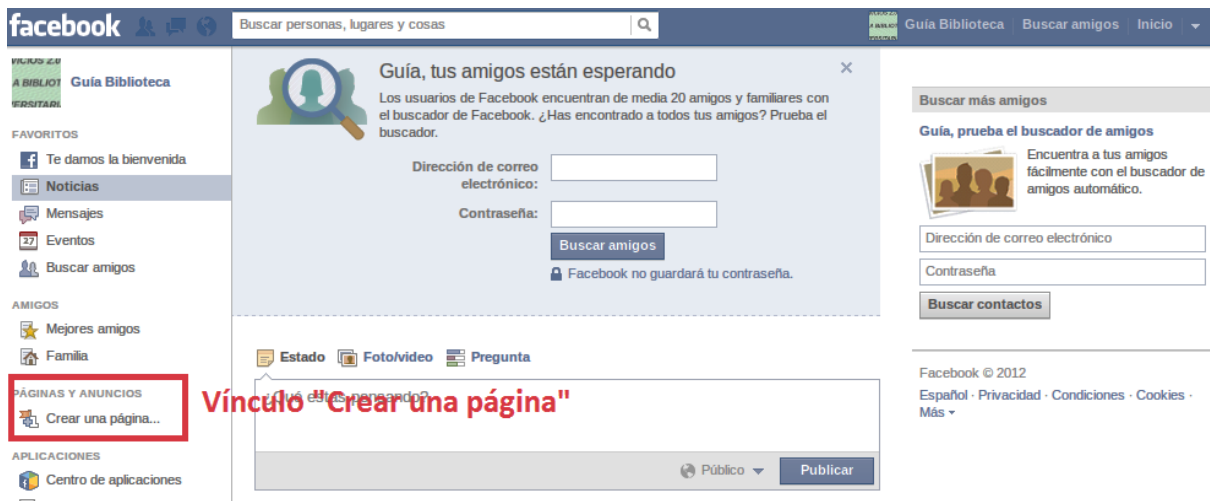 facebook
Buscar personas, lugares y cosas
Guía Biblioteca
Buscar amigos
Inicio
Guía Biblioteca
FAVORITOS
Te damos la bienvenida
Noticias
Mensajes
27 Eventos
Buscar amigos
AMIGOS
Mejores amigos
Familia
PÁGINAS Y ANUNCIOS
Crear una página...
APLICACIONES
Centro de aplicaciones
Guía, tus amigos están esperando
Los usuarios de Facebook encuentran de media 20 amigos y familiares con
el buscador de Facebook. ¿Has encontrado a todos tus amigos? Prueba el
buscador.
Dirección de correo
electrónico:
Contraseña:
Buscar amigos
Facebook no guardará tu contraseña.
Estado Foto/video Pregunta
¿Qué estás pensando?
Vínculo "Crear una página"
Público
Publicar
Buscar más amigos
Guía, prueba el buscador de amigos
Encuentra a tus amigos
fácilmente con el buscador de
amigos automático.
Dirección de correo electrónico
Contraseña
Buscar contactos
Facebook © 2012
Español · Privacidad · Condiciones · Cookies ·
Más